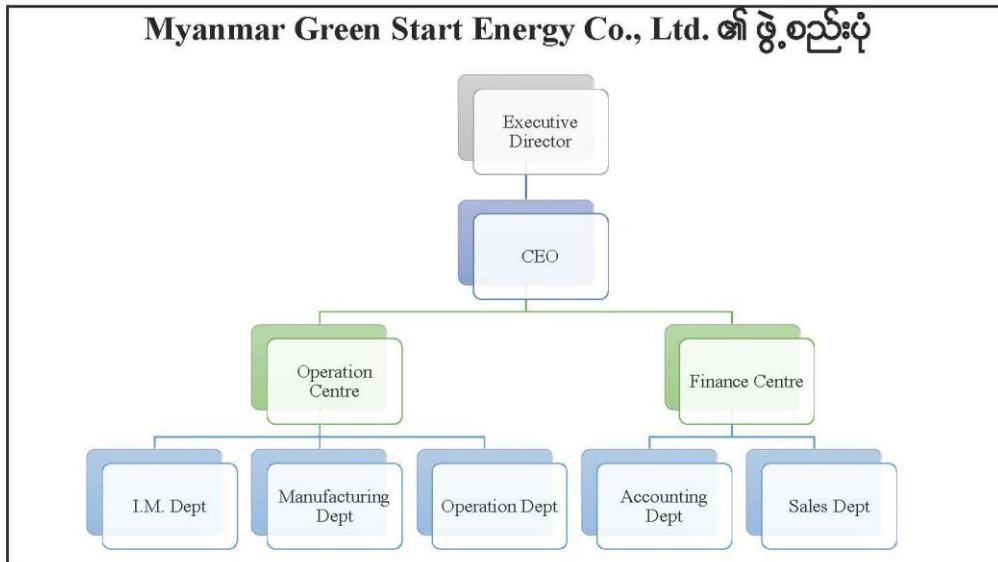 Myanmar Green Start Energy Co., Ltd. ၏ ဖွဲ့စည်းပုံ
Executive
Director
CEO
Operation
Centre
Finance Centre
I.M. Dept
Manufacturing
Dept
Operation Dept
Accounting
Dept
Sales Dept